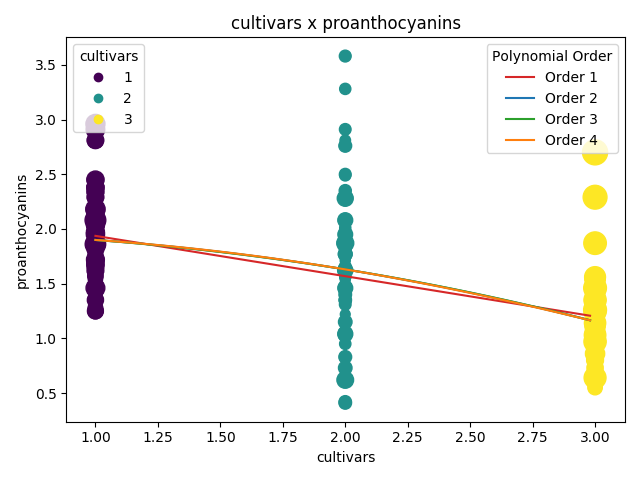 cultivars x proanthocyanins
cultivars
1
2
3
Polynomial Order
Order 1
Order 2
Order 3
Order 4
proanthocyanins
3.5
3.0
2.5
2.0
1.5
1.0
0.5
1.00 1.25 1.50 1.75 2.00 2.25 2.50 2.75 3.00
cultivars